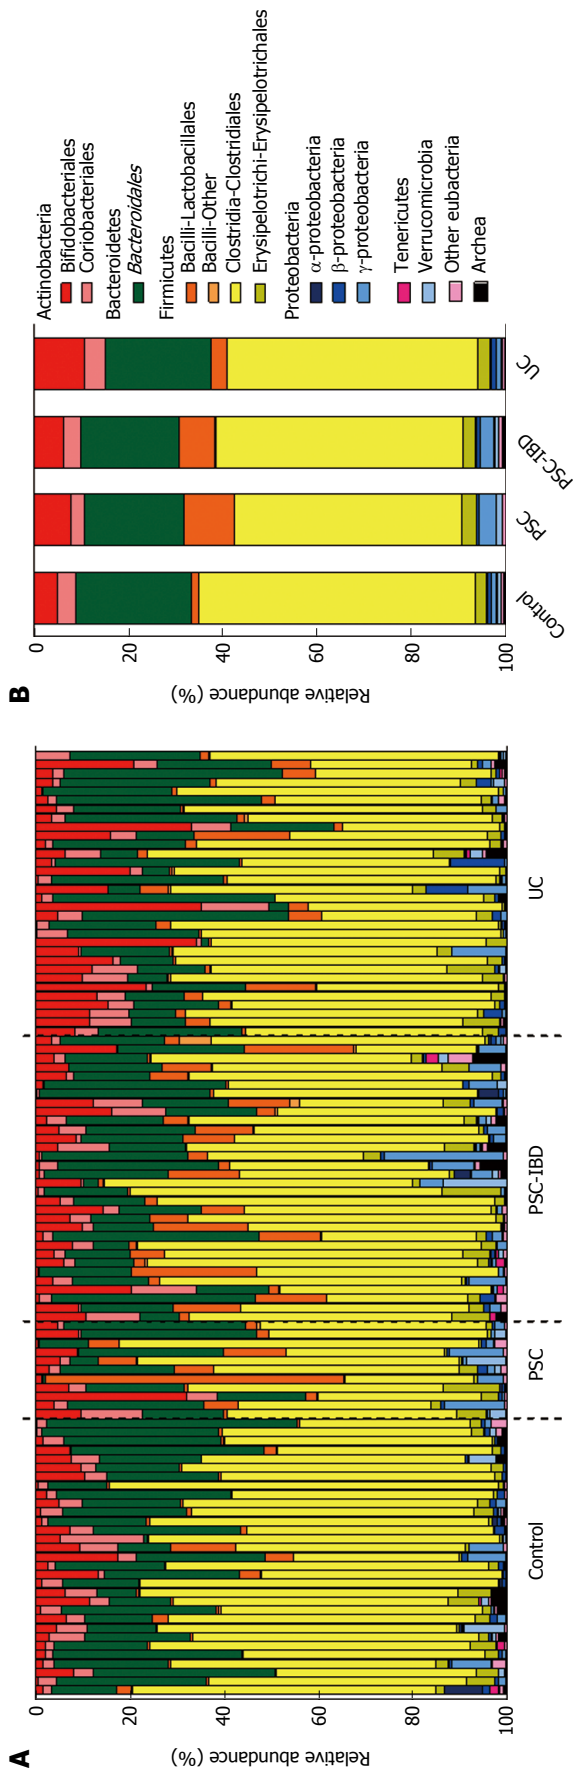 A
Relative abundance (%)
0
20
40
60
80
100
Control
PSC
PSC-IBD
UC
B
Relative abundance (%)
0
20
40
60
80
100
Control
PSC
PSC-IBD
UC
Actinobacteria
Bifidobacteriales
Coriobacteriales
Bacteroidetes
Bacteroidales
Firmicutes
Bacilli-Lactobacillales
Bacilli-Other
Clostridia-Clostridiales
Erysipelotrichi-Erysipelotrichales
Proteobacteria
α-proteobacteria
β-proteobacteria
γ-proteobacteria
Tenericutes
Verrucomicrobia
Other eubacteria
Archea